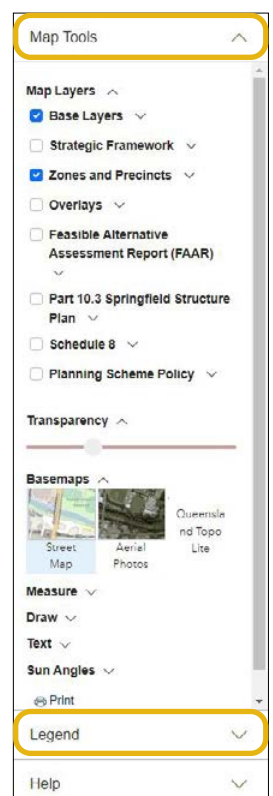 Map Tools
Map Layers
Base Layers
Strategic Framework
Zones and Precincts
Overlays
Feasible Alternative
Assessment Report (FAAR)
Part 10.3 Springfield Structure
Plan
Schedule 8
Planning Scheme Policy
Transparency
Basemaps
Street
Map
Aerial
Photos
Queensla
nd Topo
Lite
Measure
Draw
Text
Sun Angles
Print
Legend
Help